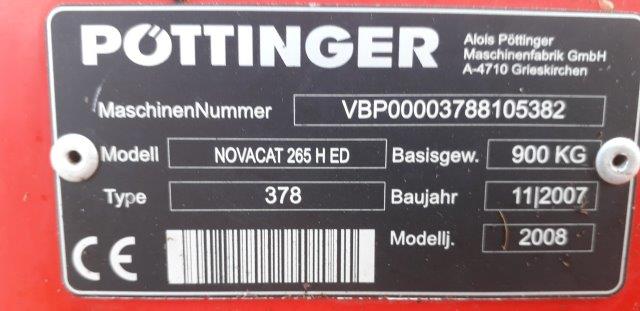 PÖTTINGER
Alois Pöttinger
Maschinenfabrik GmbH
A-4710 Grieskirchen
MaschinenNummer VBP00003788105382
Modell NOVACAT 265 H ED Basisgew. 900 KG
Type 378 Baujahr 11|2007
Modellj. 2008
CE